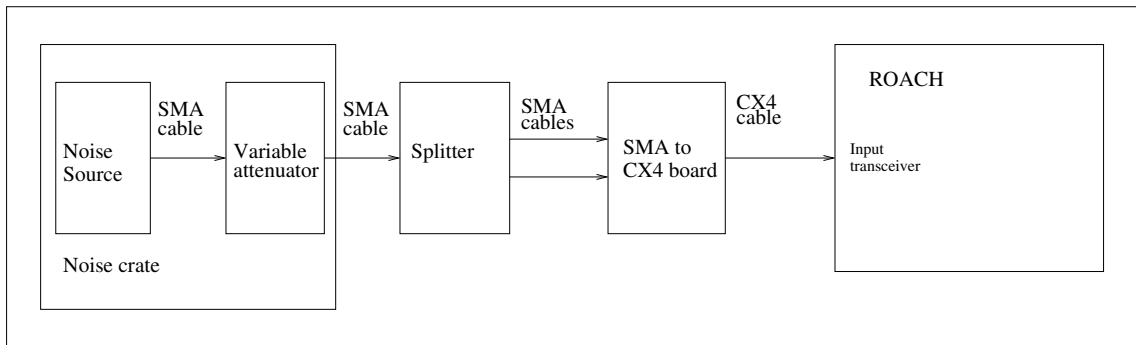 Noise
Source
SMA
cable
Variable
attenuator
Noise crate
SMA
cable
Splitter
SMA
cables
SMA to
CX4 board
CX4
cable
ROACH
Input
transceiver